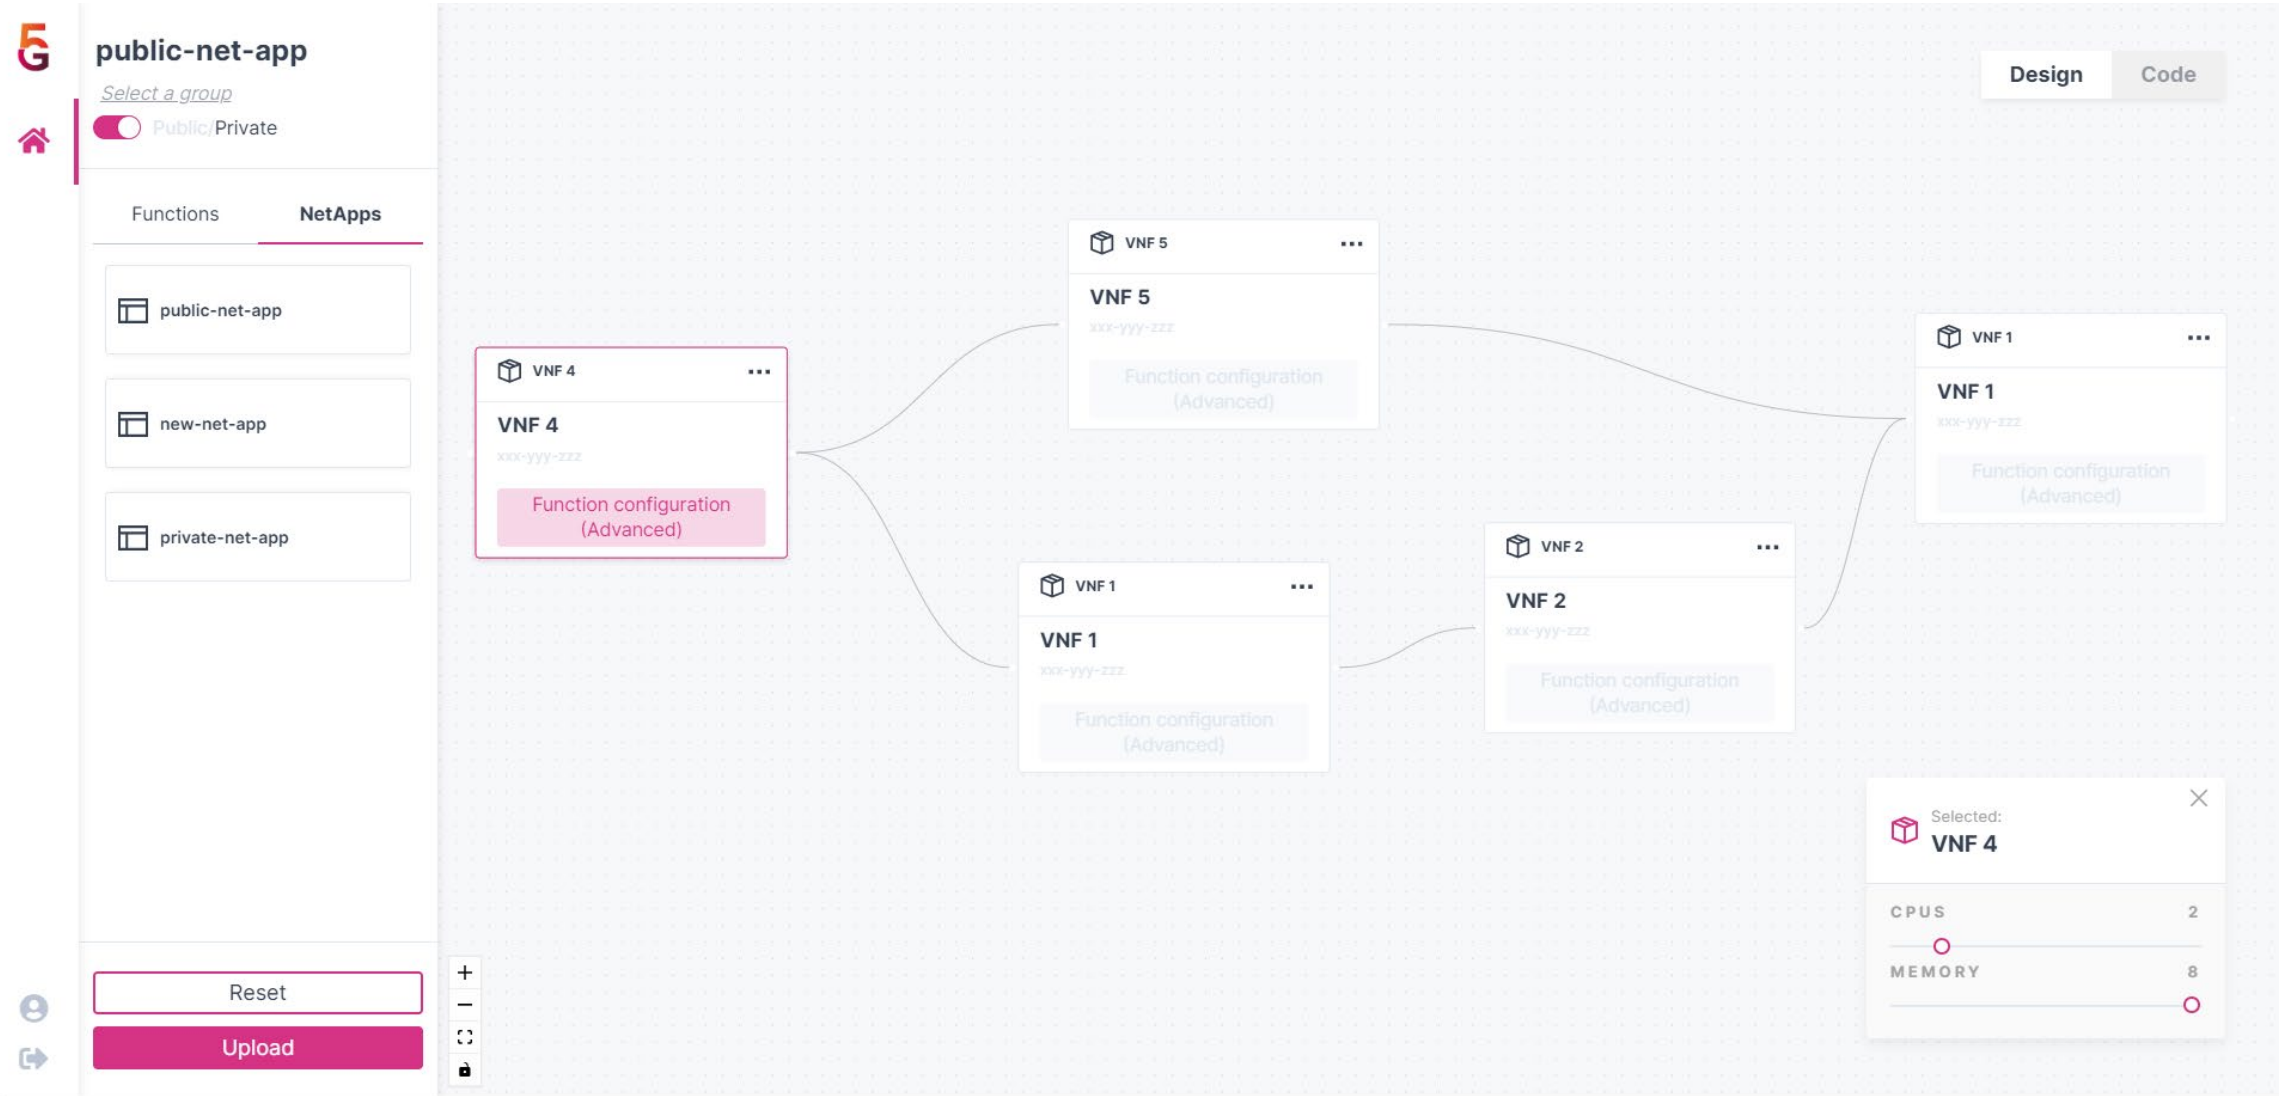 5G
public-net-app
Select a group
Public/Private
Functions
NetApps
public-net-app
new-net-app
private-net-app
Reset
Upload
Design
Code
VNF 4
VNF 4
xxx-yyy-zzz
Function configuration
(Advanced)
VNF 5
VNF 5
xxx-yyy-zzz
Function configuration
(Advanced)
VNF 1
VNF 1
xxx-yyy-zzz
Function configuration
(Advanced)
VNF 2
VNF 2
xxx-yyy-zzz
Function configuration
(Advanced)
VNF 1
VNF 1
xxx-yyy-zzz
Function configuration
(Advanced)
Selected:
VNF 4
CPUS 2
MEMORY 8